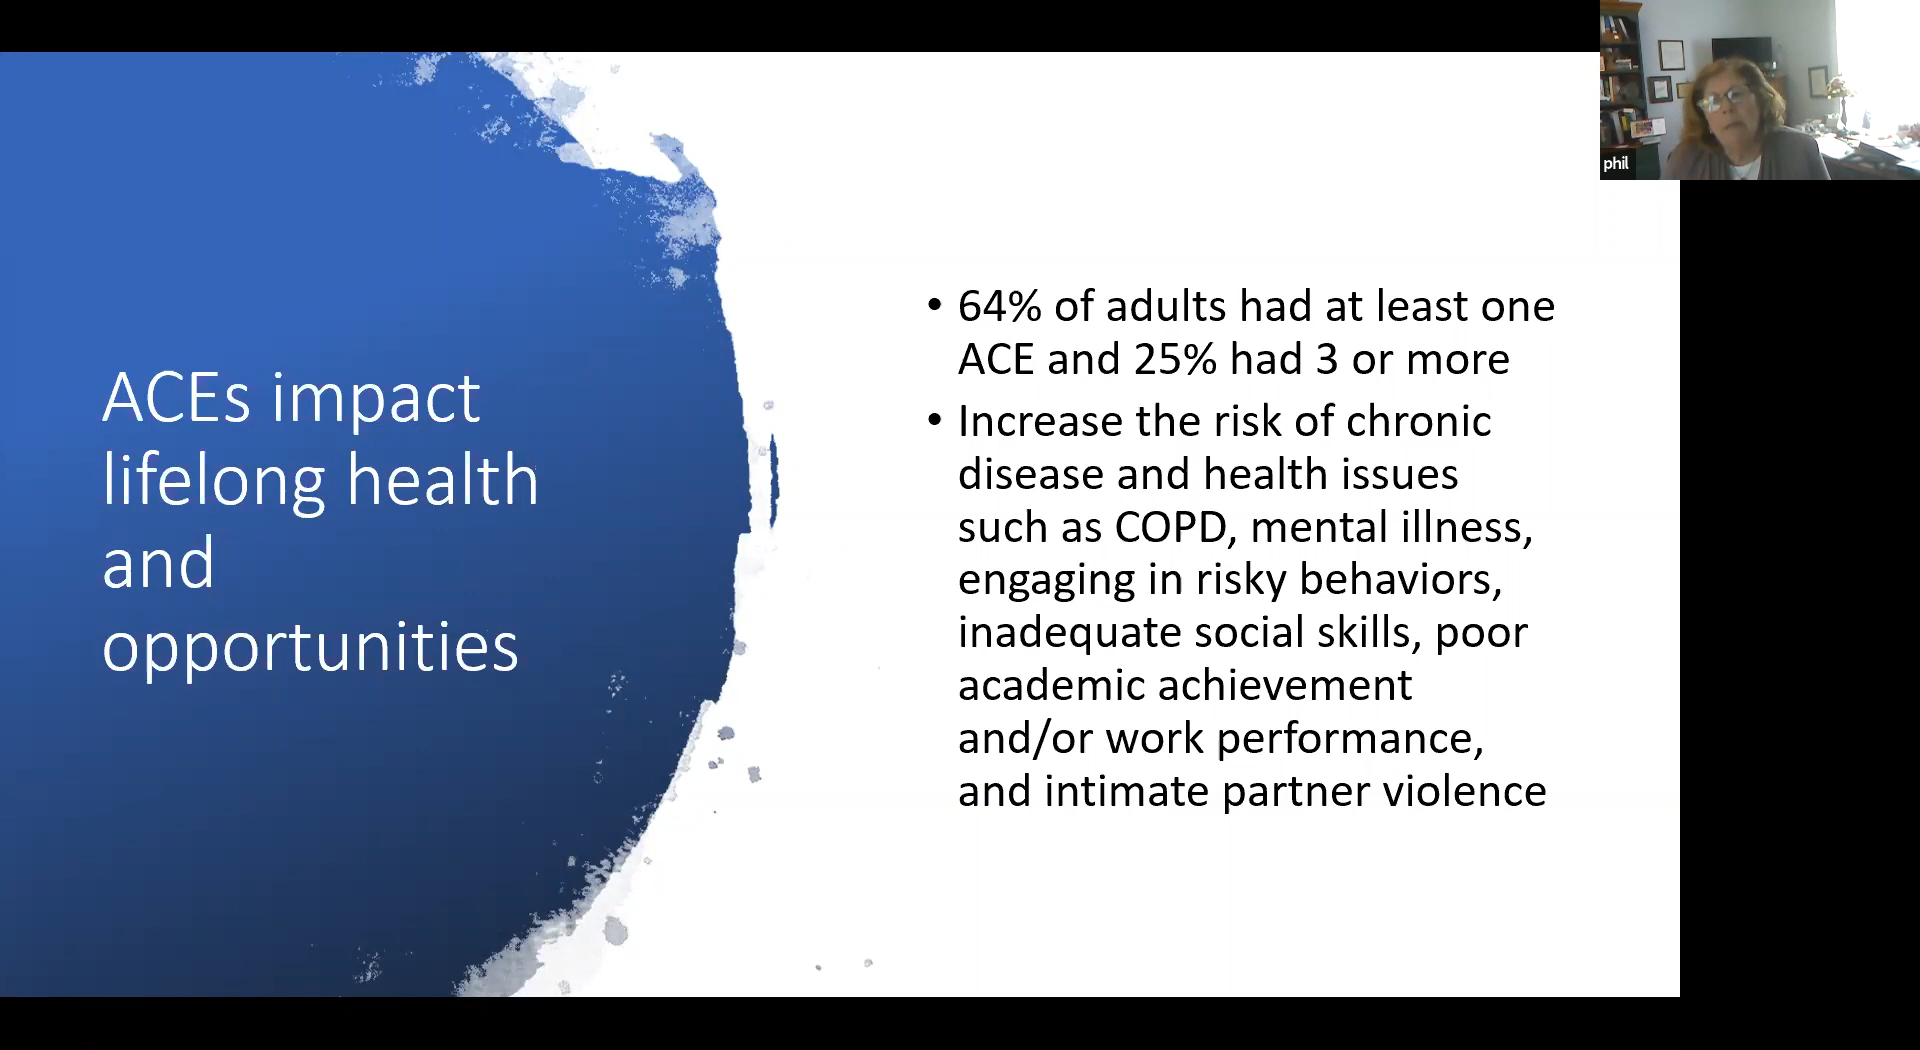 ACEs impact
lifelong health
and
opportunities
• 64% of adults had at least one
ACE and 25% had 3 or more
• Increase the risk of chronic
disease and health issues
such as COPD, mental illness,
engaging in risky behaviors,
inadequate social skills, poor
academic achievement
and/or work performance,
and intimate partner violence
phil